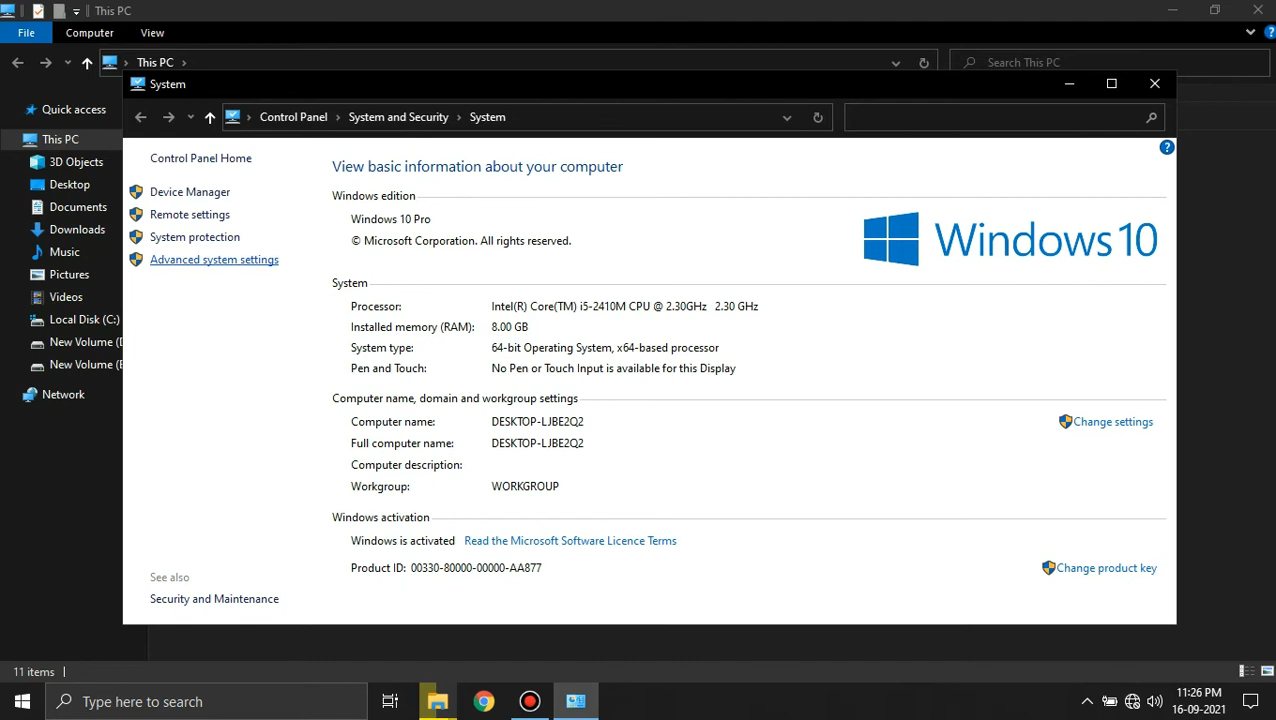 This PC
File
Computer
View
This PC
Search This PC
System
Control Panel
System and Security
System
Quick access
This PC
3D Objects
Desktop
Documents
Downloads
Music
Pictures
Videos
Local Disk (C:)
New Volume (
New Volume (
Network
Control Panel Home
Device Manager
Remote settings
System protection
Advanced system settings
See also
Security and Maintenance
View basic information about your computer
Windows edition
Windows 10 Pro
© Microsoft Corporation. All rights reserved.
Windows 10
System
Processor: Intel(R) Core(TM) i5-2410M CPU @ 2.30GHz 2.30 GHz
Installed memory (RAM): 8.00 GB
System type: 64-bit Operating System, x64-based processor
Pen and Touch: No Pen or Touch Input is available for this Display
Computer name, domain and workgroup settings
Computer name: DESKTOP-LJBE2Q2
Change settings
Full computer name: DESKTOP-LJBE2Q2
Computer description:
Workgroup: WORKGROUP
Windows activation
Windows is activated Read the Microsoft Software Licence Terms
Product ID: 00330-80000-00000-AA877
Change product key
11 items
Type here to search
11:26 PM
16-09-2021